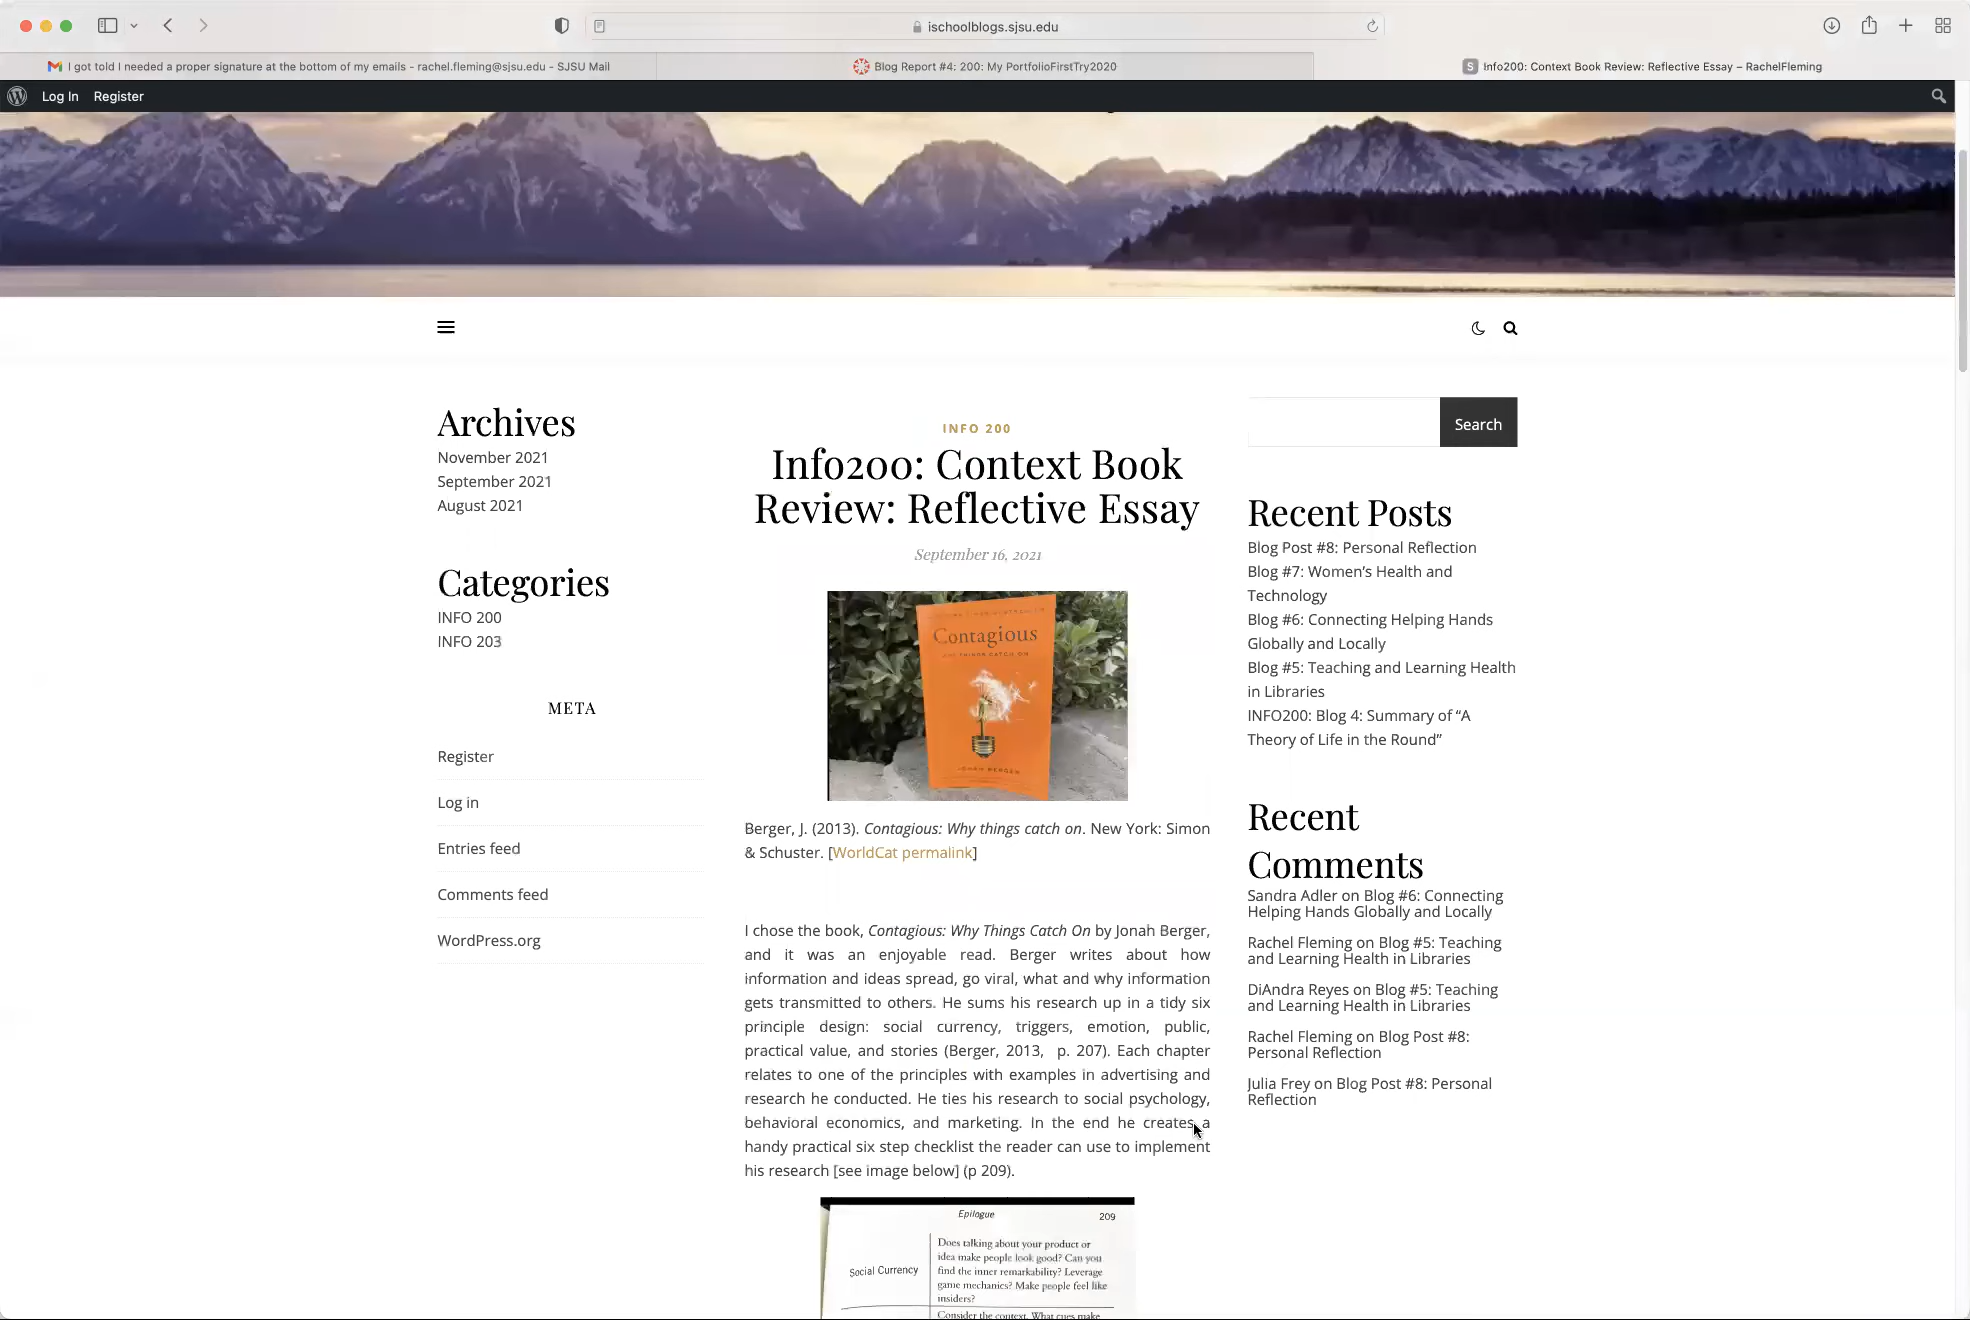 ischoolblogs.sjsu.edu
I got told I needed a proper signature at the bottom of my emails - rachel.fleming@sjsu.edu - SJSU Mail
Blog Report #4: 200: My PortfolioFirstTry2020
S Info200: Context Book Review: Reflective Essay – RachelFleming
Log In Register
Archives
November 2021
September 2021
August 2021
Categories
INFO 200
INFO 203
META
Register
Log in
Entries feed
Comments feed
WordPress.org
INFO 200
Info200: Context Book
Review: Reflective Essay
September 16, 2021
Contagious
WHY THINGS CATCH ON
JONAH BERGER
Berger, J. (2013). Contagious: Why things catch on. New York: Simon
& Schuster. [WorldCat permalink]
I chose the book, Contagious: Why Things Catch On by Jonah Berger,
and it was an enjoyable read. Berger writes about how
information and ideas spread, go viral, what and why information
gets transmitted to others. He sums his research up in a tidy six
principle design: social currency, triggers, emotion, public,
practical value, and stories (Berger, 2013, p. 207). Each chapter
relates to one of the principles with examples in advertising and
research he conducted. He ties his research to social psychology,
behavioral economics, and marketing. In the end he creates a
handy practical six step checklist the reader can use to implement
his research [see image below] (p 209).
Epilogue 209
Social Currency
Does talking about your product or
idea make people look good? Can you
find the inner remarkability? Leverage
game mechanics? Make people feel like
insiders?
Consider the context. What cues make
Search
Recent Posts
Blog Post #8: Personal Reflection
Blog #7: Women’s Health and
Technology
Blog #6: Connecting Helping Hands
Globally and Locally
Blog #5: Teaching and Learning Health
in Libraries
INFO200: Blog 4: Summary of “A
Theory of Life in the Round”
Recent
Comments
Sandra Adler on Blog #6: Connecting
Helping Hands Globally and Locally
Rachel Fleming on Blog #5: Teaching
and Learning Health in Libraries
DiAndra Reyes on Blog #5: Teaching
and Learning Health in Libraries
Rachel Fleming on Blog Post #8:
Personal Reflection
Julia Frey on Blog Post #8: Personal
Reflection